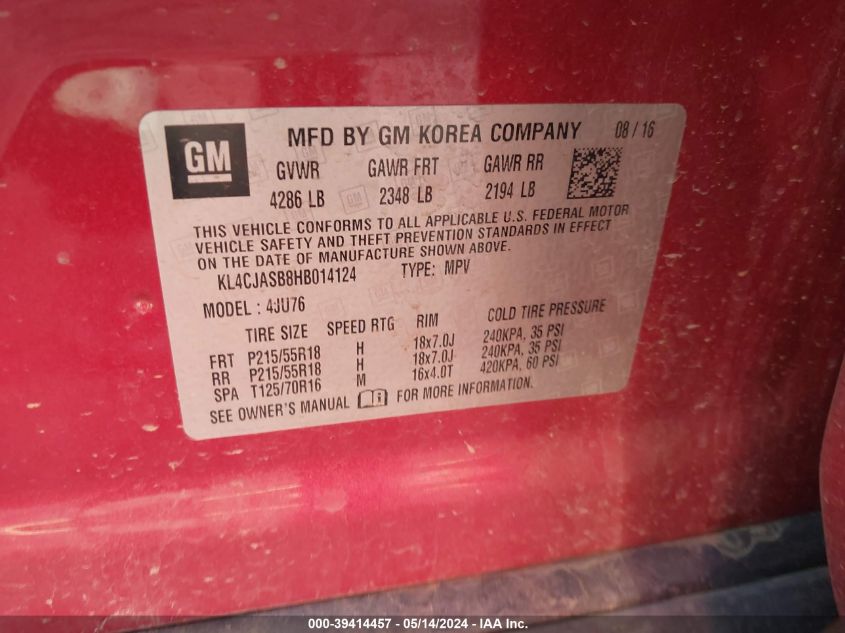 GM
MFD BY GM KOREA COMPANY 08 / 16
GVWR GAWR FRT GAWR RR
4286 LB 2348 LB 2194 LB
THIS VEHICLE CONFORMS TO ALL APPLICABLE U.S. FEDERAL MOTOR
VEHICLE SAFETY AND THEFT PREVENTION STANDARDS IN EFFECT
ON THE DATE OF MANUFACTURE SHOWN ABOVE.
KL4CJASB8HB014124 TYPE: MPV
MODEL : 4JU76
TIRE SIZE SPEED RTG RIM COLD TIRE PRESSURE
FRT P215/55R18 H 18x7.0J 240KPA, 35 PSI
RR P215/55R18 H 18x7.0J 240KPA, 35 PSI
SPA T125/70R16 M 16x4.0T 420KPA, 60 PSI
SEE OWNER'S MANUAL FOR MORE INFORMATION.
000-39414457 - 05/14/2024 - IAA Inc.